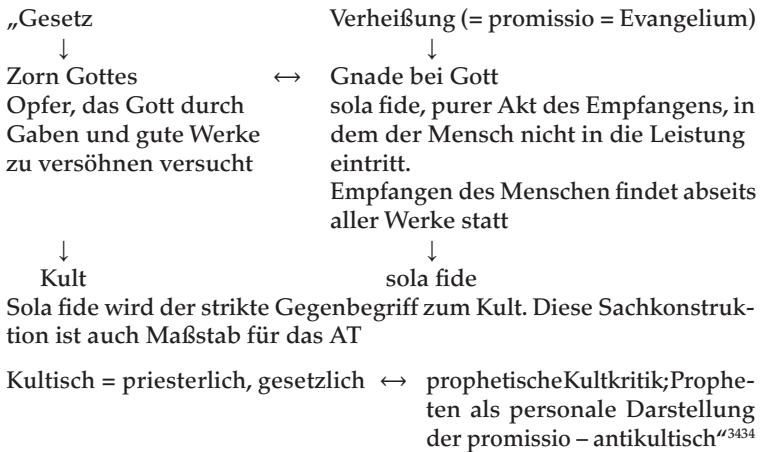 „Gesetz Verheißung (= promissio = Evangelium)
↓ ↓
Zorn Gottes ↔ Gnade bei Gott
Opfer, das Gott durch sola fide, purer Akt des Empfangens, in
Gaben und gute Werke dem der Mensch nicht in die Leistung
zu versöhnen versucht eintritt.
Empfangen des Menschen findet abseits
aller Werke statt
↓ ↓
Kult sola fide
Sola fide wird der strikte Gegenbegriff zum Kult. Diese Sachkonstruk-
tion ist auch Maßstab für das AT
Kultisch = priesterlich, gesetzlich ↔ prophetischeKultkritik;Prophe-
ten als personale Darstellung
der promissio – antikultisch“3434